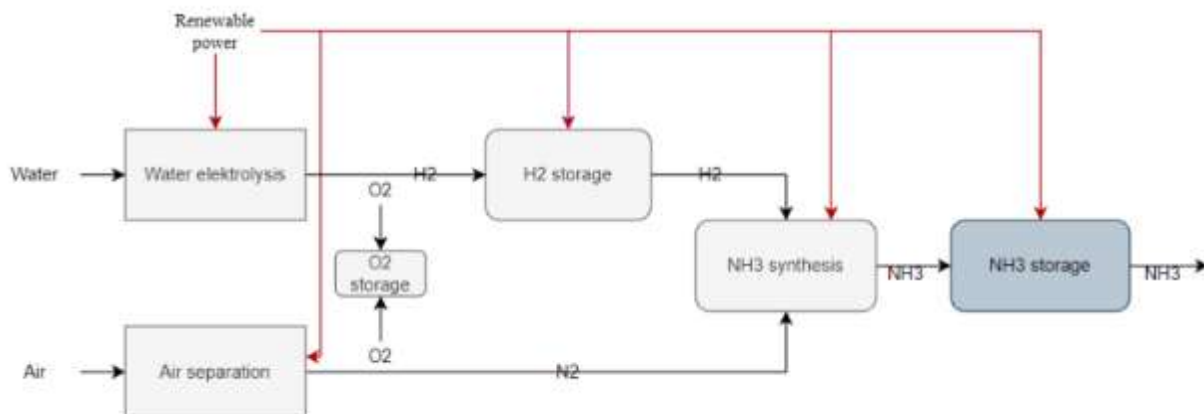 Renewable
power
Water
Water elektrolysis
H2
H2 storage
H2
O2
O2
storage
NH3 synthesis
NH3
NH3 storage
NH3
O2
Air
Air separation
N2